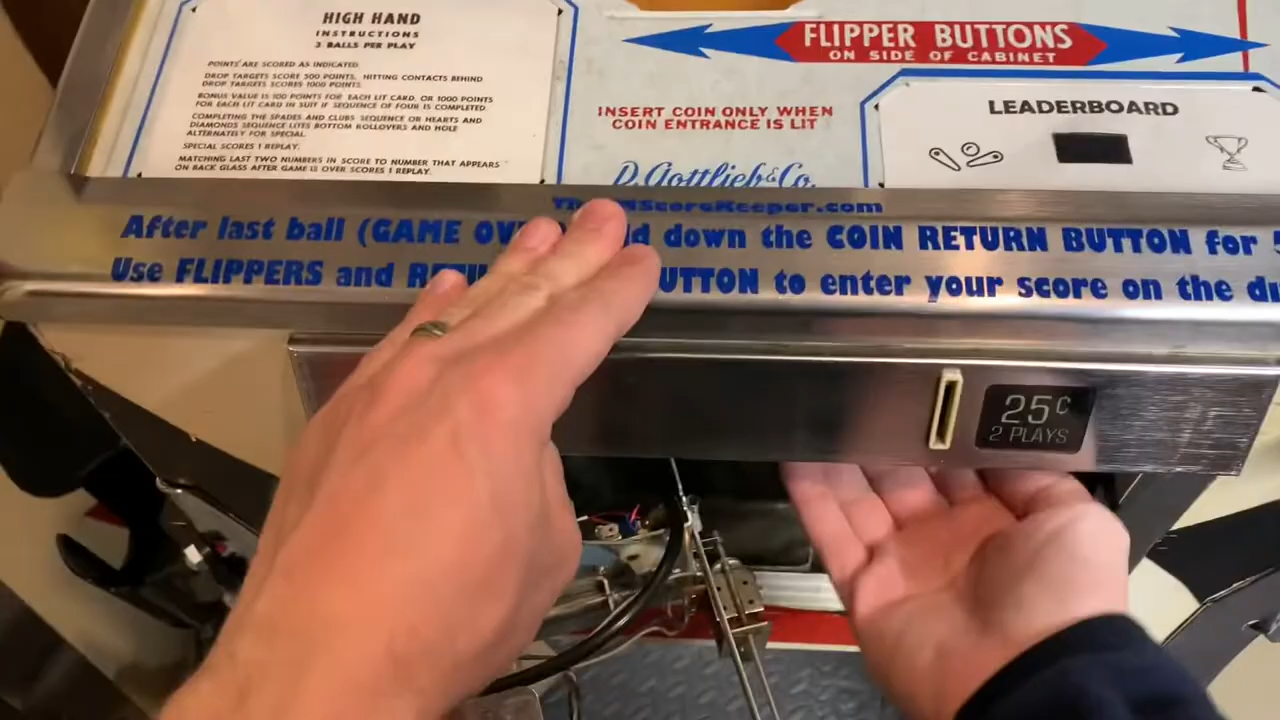 HIGH HAND
INSTRUCTIONS
3 BALLS PER PLAY
POINTS ARE SCORED AS INDICATED.
DROP TARGETS SCORE 500 POINTS, HITTING CONTACTS BEHIND
DROP TARGETS SCORE 1000 POINTS.
BONUS VALUE IS 100 POINTS FOR EACH LIT CARD, OR 1000 POINTS
FOR EACH LIT CARD IN SUIT IF SEQUENCE OF FOUR IS COMPLETED.
COMPLETING THE SPADES AND CLUBS SEQUENCE OR HEARTS AND
DIAMONDS SEQUENCE LITES BOTTOM ROLLOVERS AND HOLE
ALTERNATELY FOR SPECIAL.
SPECIAL SCORES 1 REPLAY.
MATCHING LAST TWO NUMBERS IN SCORE TO NUMBER THAT APPEARS
ON BACK GLASS AFTER GAME IS OVER SCORES 1 REPLAY.
FLIPPER BUTTONS
ON SIDE OF CABINET
INSERT COIN ONLY WHEN
COIN ENTRANCE IS LIT
D. Gottlieb & Co.
LEADERBOARD
ScoreKeeper.com
After last ball (GAME down the COIN RETURN BUTTON for
Use FLIPPERS and to enter your score on the
25¢
2 PLAYS